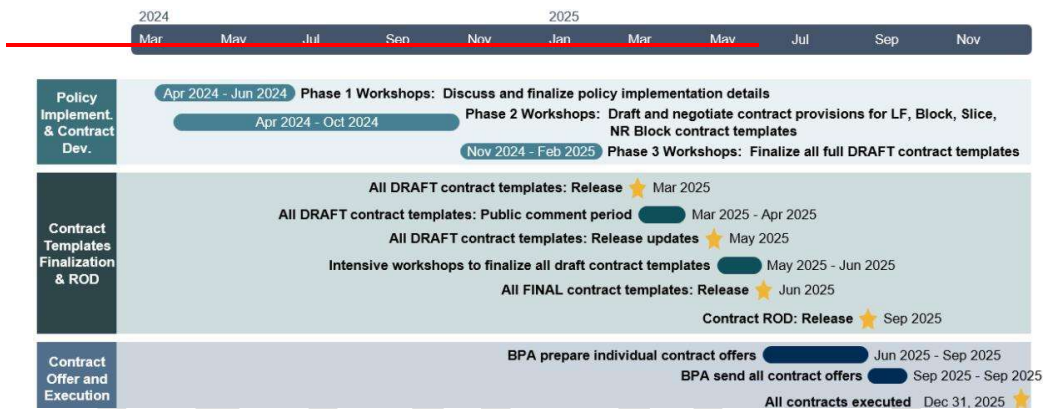 2024 2025
Mar May Jul Sep Nov Jan Mar May Jul Sep Nov
Policy
Implement.
& Contract
Dev.
Apr 2024 - Jun 2024 Phase 1 Workshops: Discuss and finalize policy implementation details
Apr 2024 - Oct 2024 Phase 2 Workshops: Draft and negotiate contract provisions for LF, Block, Slice,
NR Block contract templates
Nov 2024 - Feb 2025 Phase 3 Workshops: Finalize all full DRAFT contract templates
Contract
Templates
Finalization
& ROD
All DRAFT contract templates: Release Mar 2025
All DRAFT contract templates: Public comment period Mar 2025 - Apr 2025
All DRAFT contract templates: Release updates May 2025
Intensive workshops to finalize all draft contract templates May 2025 - Jun 2025
All FINAL contract templates: Release Jun 2025
Contract ROD: Release Sep 2025
Contract
Offer and
Execution
BPA prepare individual contract offers Jun 2025 - Sep 2025
BPA send all contract offers Sep 2025 - Sep 2025
All contracts executed Dec 31, 2025